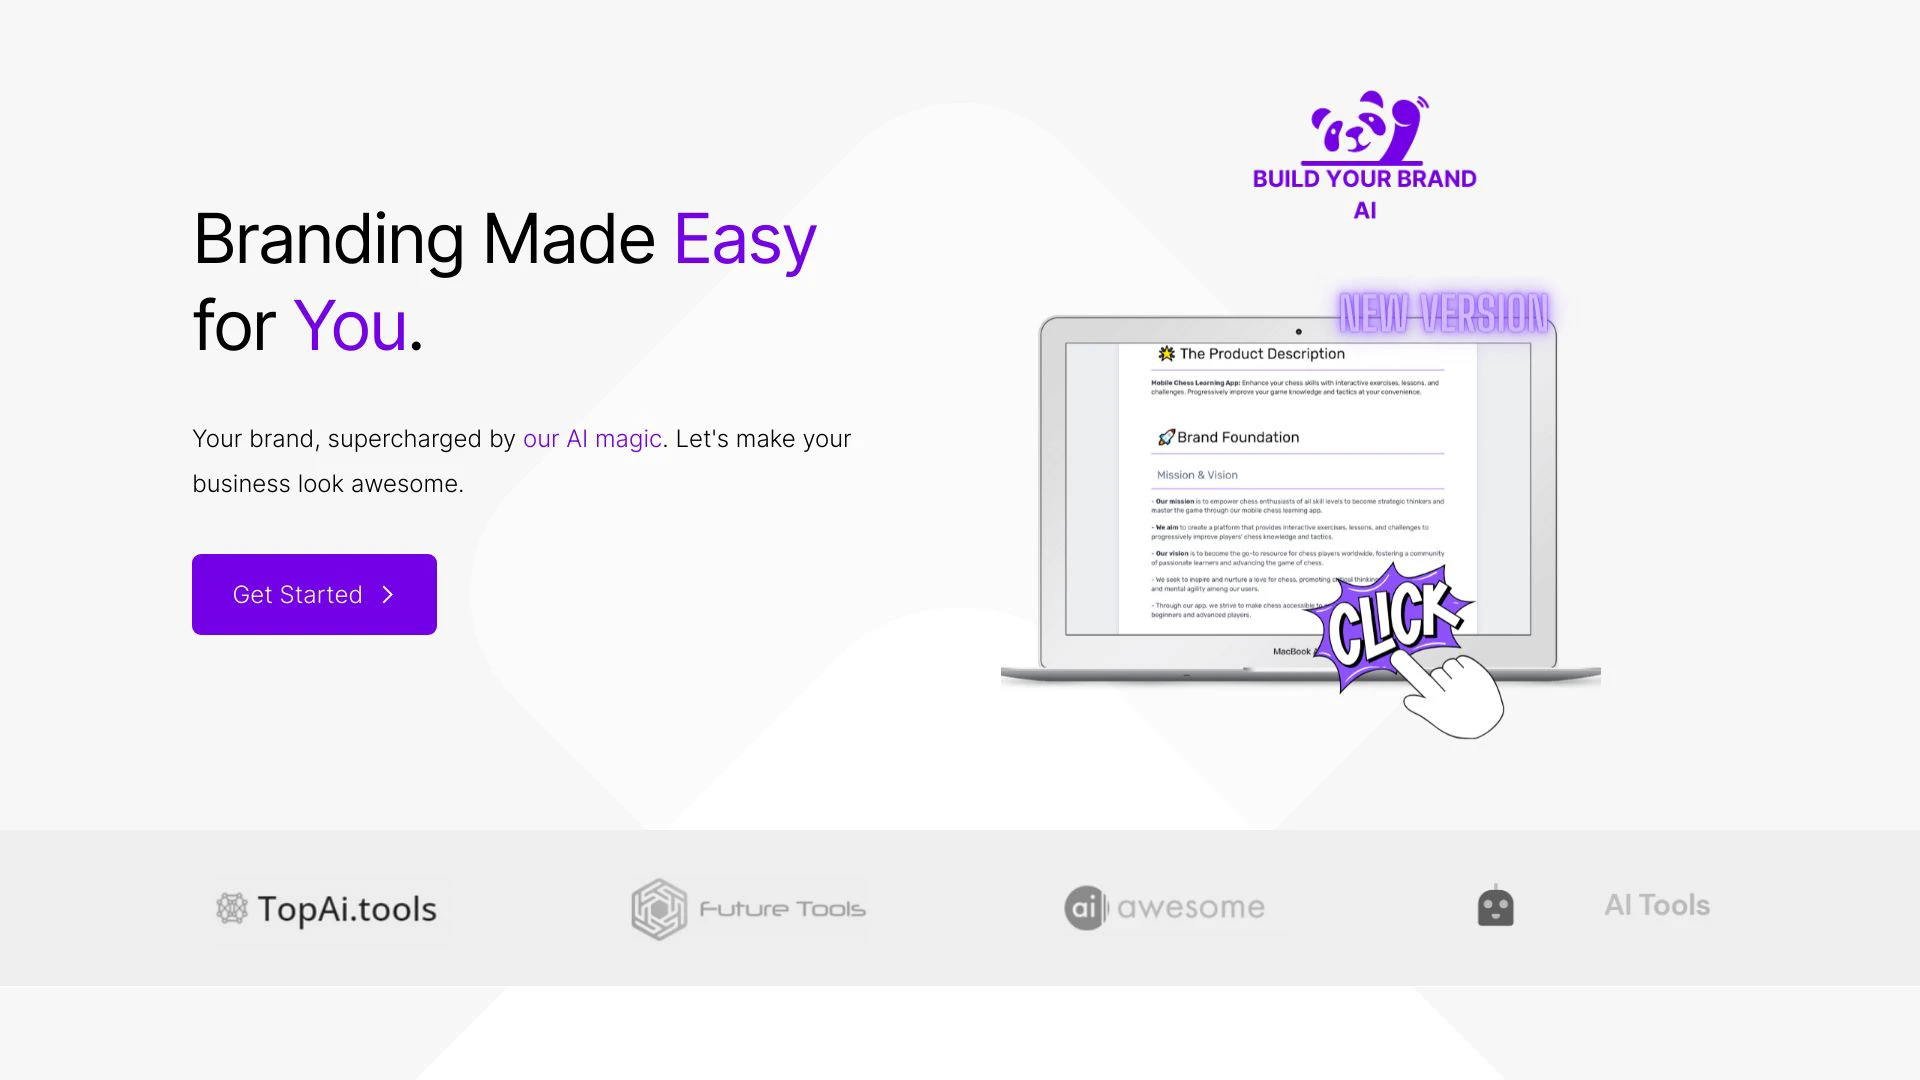 BUILD YOUR BRAND
AI
Branding Made Easy
for You.
Your brand, supercharged by our AI magic. Let's make your
business look awesome.
Get Started
NEW VERSION
The Product Description
Mobile Chess Learning App: Enhance your chess skills with interactive exercises, lessons, and
challenges. Progressively improve your game knowledge and tactics at your convenience.
Brand Foundation
Mission & Vision
- Our mission is to empower chess enthusiasts of all skill levels to become strategic thinkers and
master the game through our mobile chess learning app.
- We aim to create a platform that provides interactive exercises, lessons, and challenges to
progressively improve players' chess knowledge and tactics.
- Our vision is to become the go-to resource for chess players worldwide, fostering a community
of passionate learners and advancing the game of chess.
- We seek to inspire and nurture a love for chess, promoting critical thinking
and mental agility among our users.
- Through our app, we strive to make chess accessible to
beginners and advanced players.
MacBook
CLICK
TopAi.tools
Future Tools
ai awesome
AI Tools